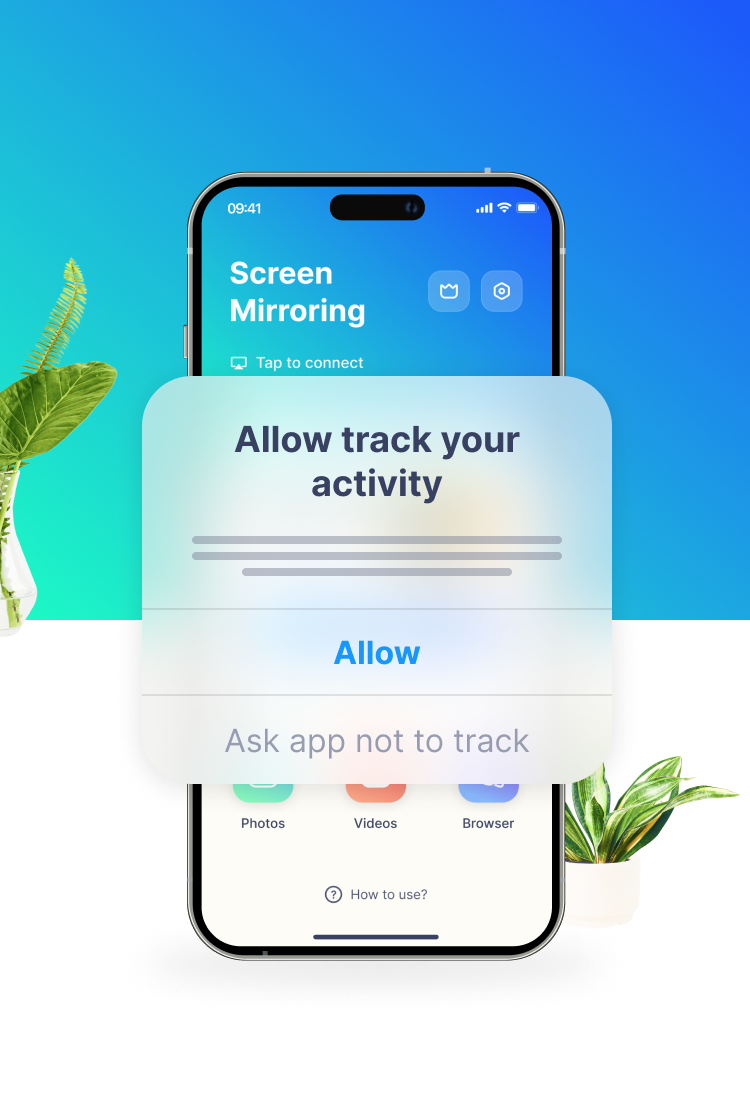 09:41
Screen
Mirroring
Tap to connect
Allow track your
activity
Allow
Ask app not to track
Photos
Videos
Browser
How to use?